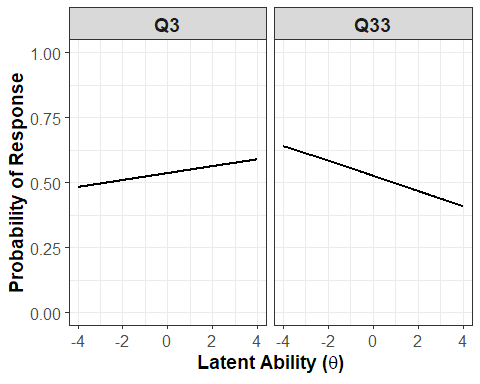 Q3 Q33
Probability of Response
1.00
0.75
0.50
0.25
0.00
-4 -2 0 2 4 -4 -2 0 2 4
Latent Ability (θ)